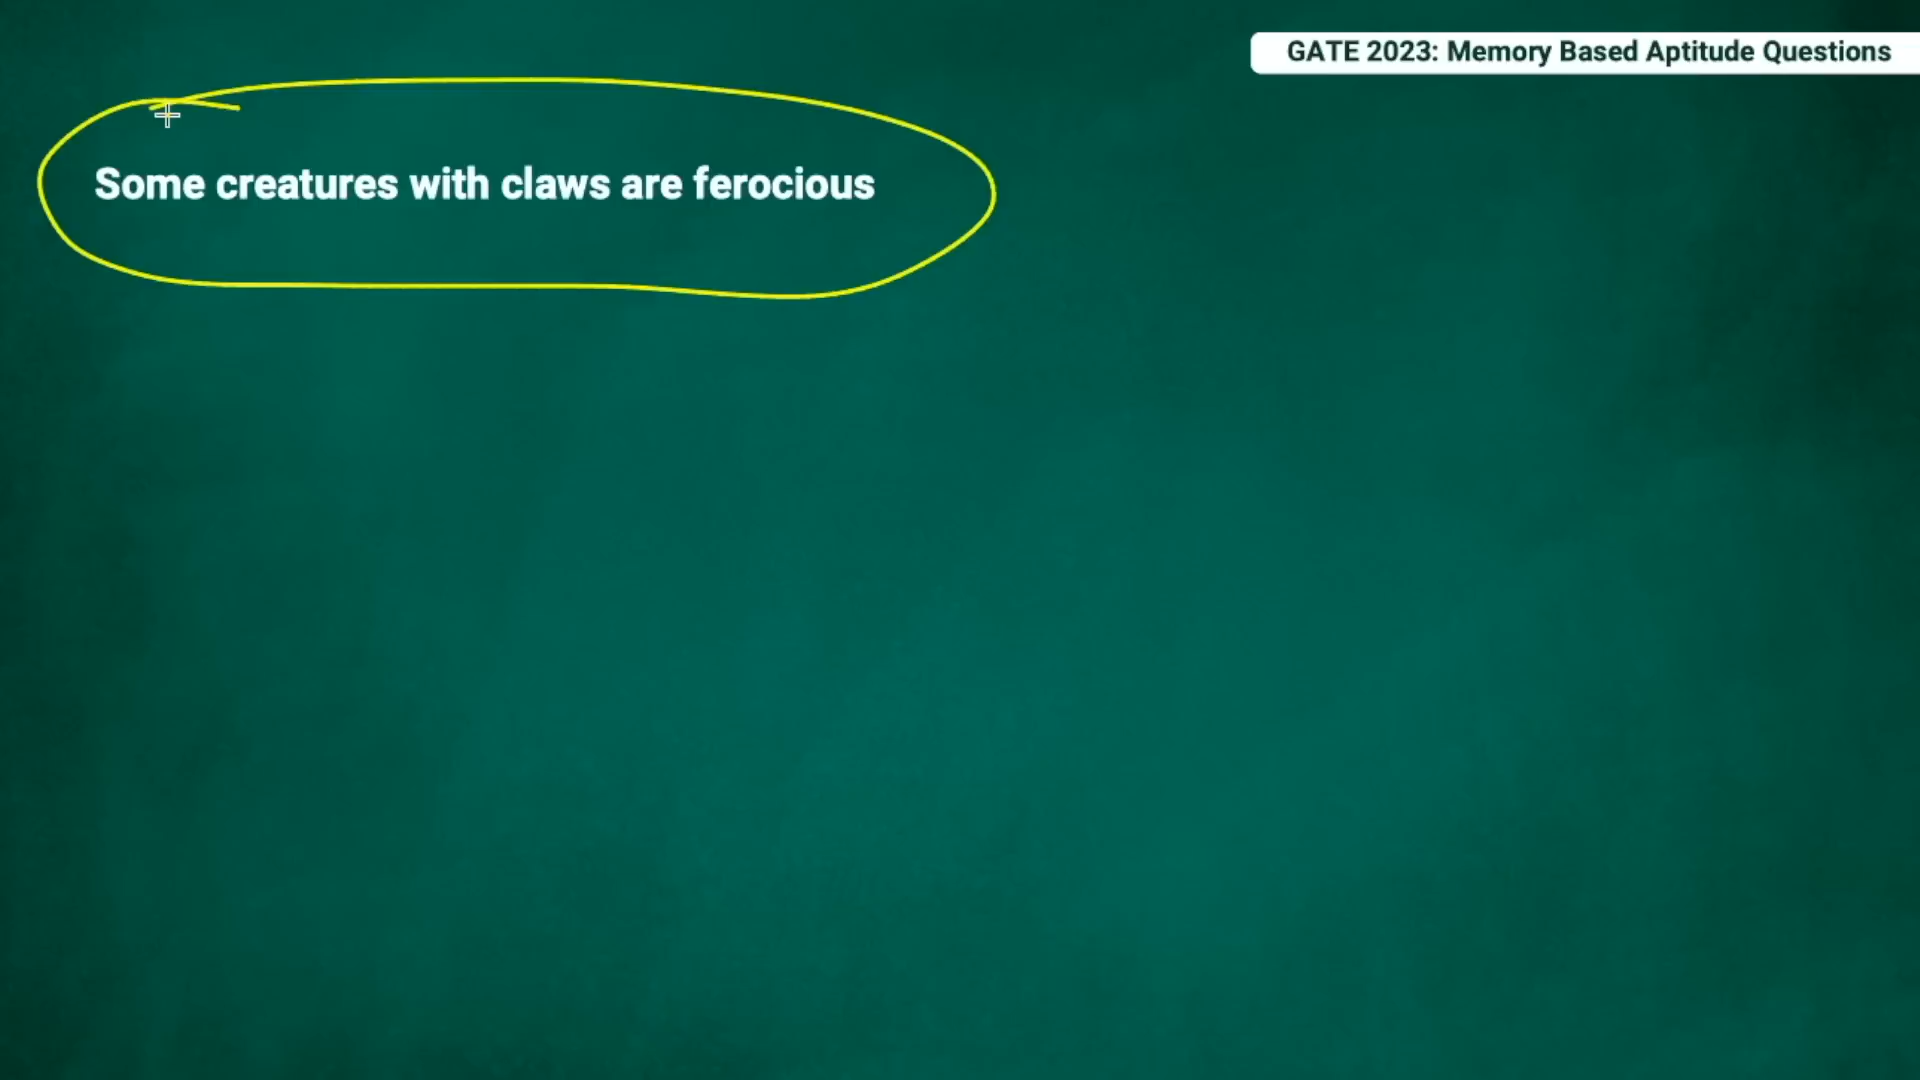 GATE 2023: Memory Based Aptitude Questions
Some creatures with claws are ferocious